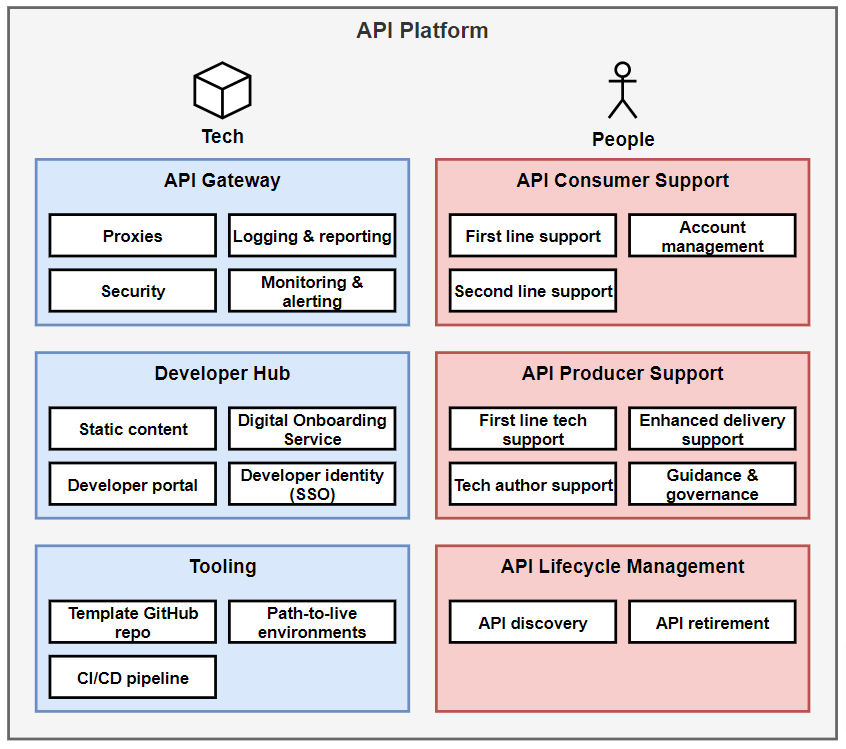 API Platform
Tech
People
API Gateway
Proxies
Logging & reporting
Security
Monitoring &
alerting
API Consumer Support
First line support
Account
management
Second line support
Developer Hub
Static content
Digital Onboarding
Service
Developer portal
Developer identity
(SSO)
API Producer Support
First line tech
support
Enhanced delivery
support
Tech author support
Guidance &
governance
Tooling
Template GitHub
repo
Path-to-live
environments
CI/CD pipeline
API Lifecycle Management
API discovery
API retirement